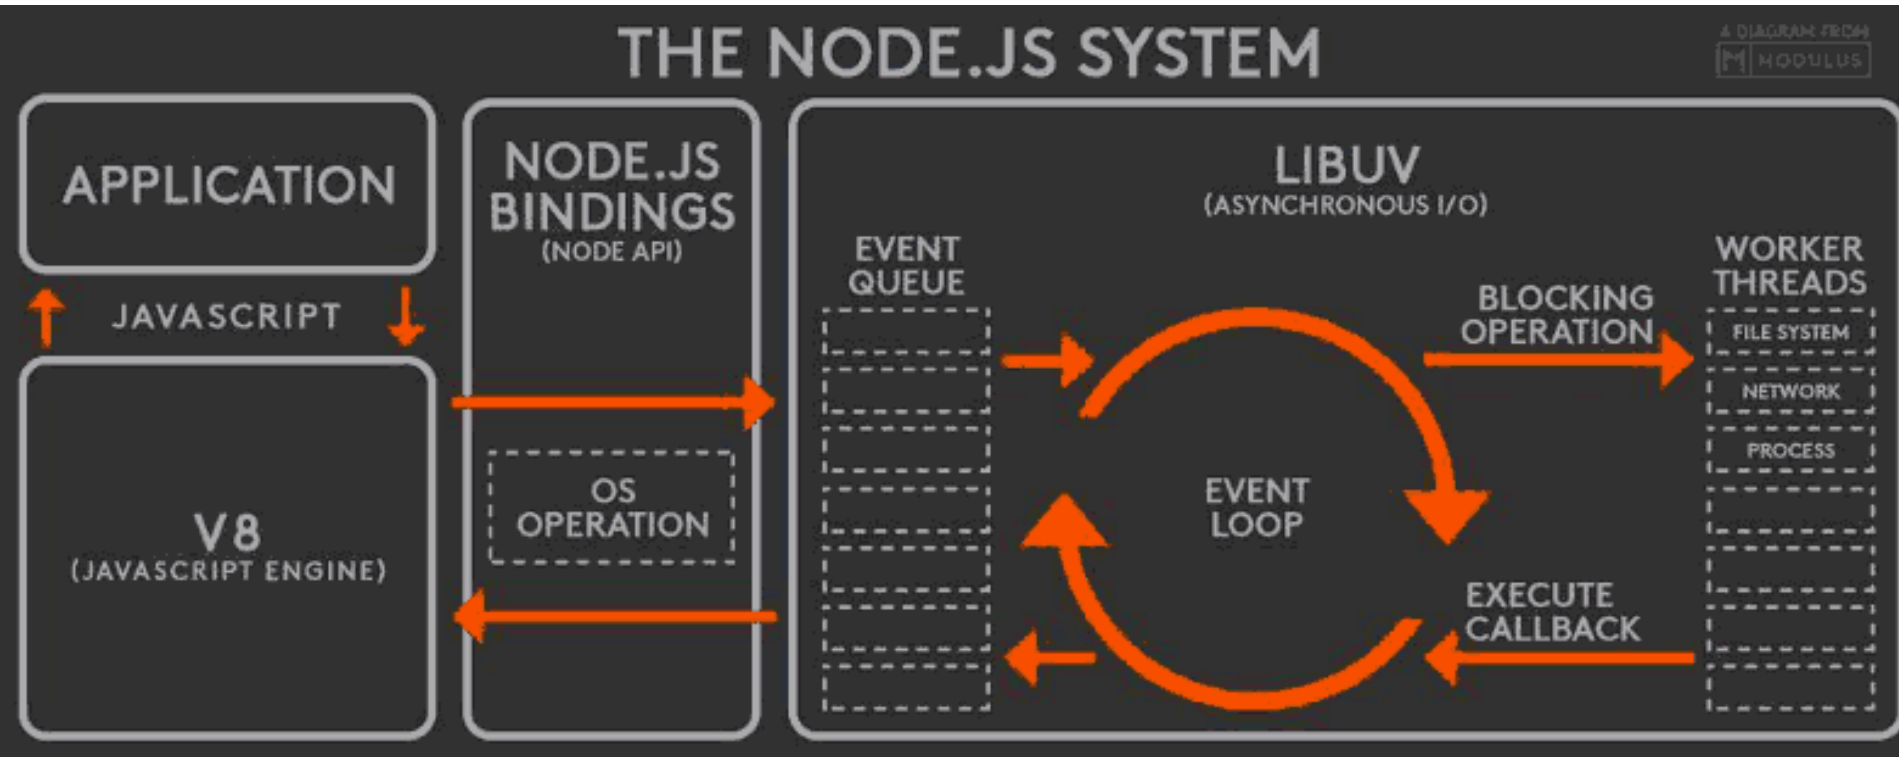 THE NODE.JS SYSTEM
A DIAGRAM FROM
MODULUS
APPLICATION
JAVASCRIPT
V8
(JAVASCRIPT ENGINE)
NODE.JS
BINDINGS
(NODE API)
OS
OPERATION
LIBUV
(ASYNCHRONOUS I/O)
EVENT
QUEUE
EVENT
LOOP
BLOCKING
OPERATION
EXECUTE
CALLBACK
WORKER
THREADS
FILE SYSTEM
NETWORK
PROCESS